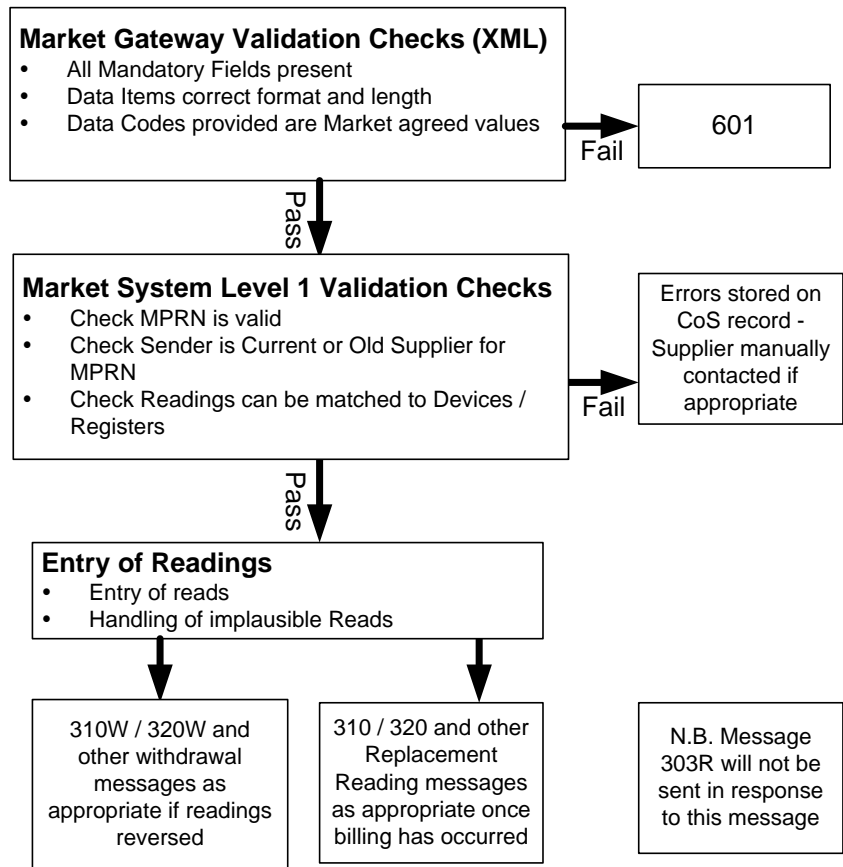 Market Gateway Validation Checks (XML)
• All Mandatory Fields present
• Data Items correct format and length
• Data Codes provided are Market agreed values
Fail
601
Pass
Market System Level 1 Validation Checks
• Check MPRN is valid
• Check Sender is Current or Old Supplier for
MPRN
• Check Readings can be matched to Devices /
Registers
Fail
Errors stored on
CoS record -
Supplier manually
contacted if
appropriate
Pass
Entry of Readings
• Entry of reads
• Handling of implausible Reads
310W / 320W and
other withdrawal
messages as
appropriate if readings
reversed
310 / 320 and other
Replacement
Reading messages
as appropriate once
billing has occurred
N.B. Message
303R will not be
sent in response
to this message